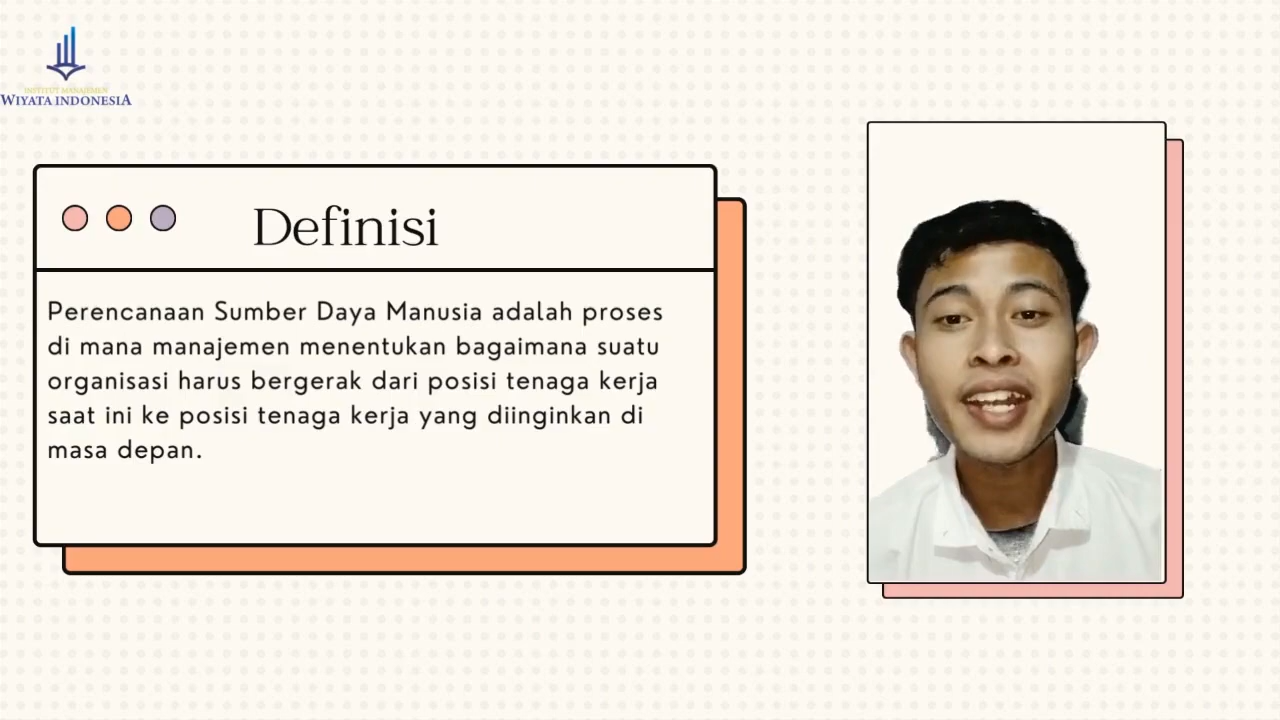 INSTITUT MANAJEMEN
WIYATA INDONESIA
Definisi
Perencanaan Sumber Daya Manusia adalah proses
di mana manajemen menentukan bagaimana suatu
organisasi harus bergerak dari posisi tenaga kerja
saat ini ke posisi tenaga kerja yang diinginkan di
masa depan.